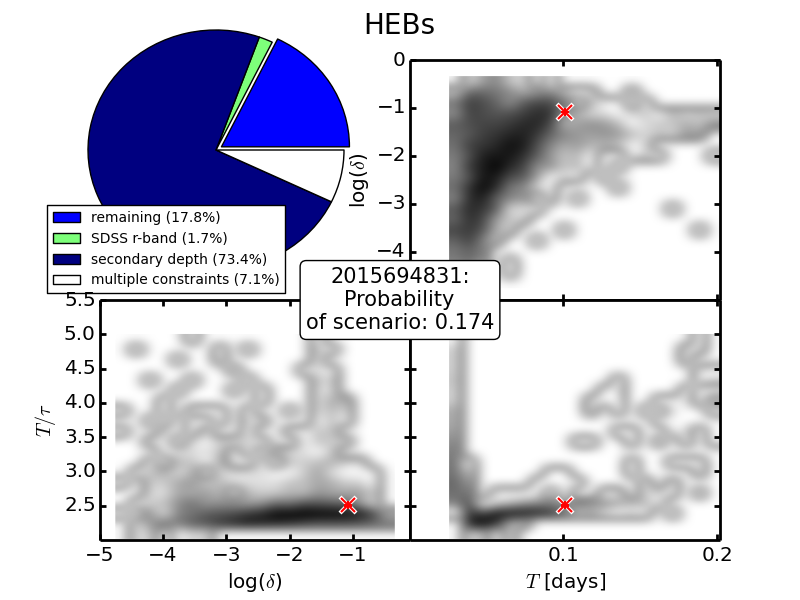 HEBs
remaining (17.8%)
SDSS r-band (1.7%)
secondary depth (73.4%)
multiple constraints (7.1%)
0
−1
−2
−3
−4
log(δ)
2015694831:
Probability
of scenario: 0.174
5.5
5.0
4.5
4.0
3.5
3.0
2.5
T/τ
−5 −4 −3 −2 −1
log(δ)
0.1 0.2
T [days]